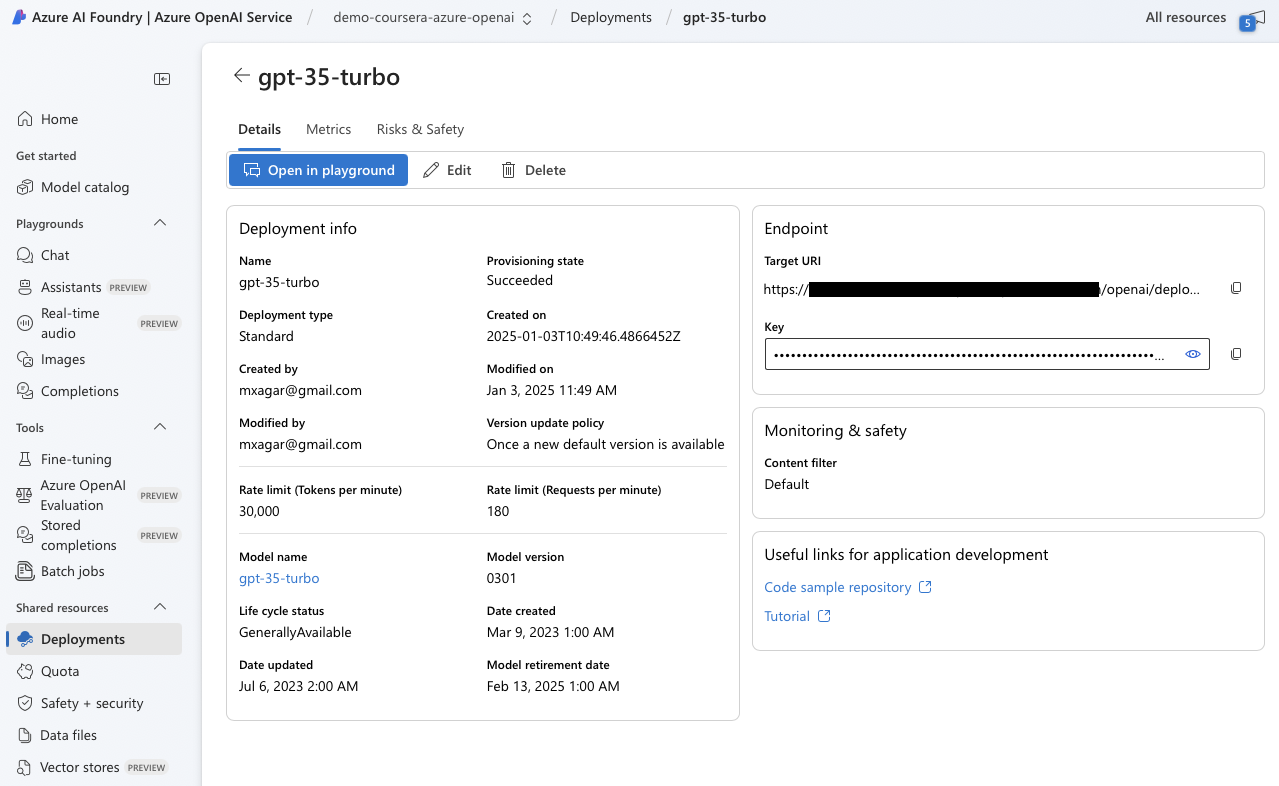 Azure AI Foundry | Azure OpenAI Service / demo-coursera-azure-openai / Deployments / gpt-35-turbo
All resources
5
Home
Get started
Model catalog
Playgrounds
Chat
Assistants PREVIEW
Real-time
audio
PREVIEW
Images
Completions
Tools
Fine-tuning
Azure OpenAI
Evaluation
PREVIEW
Stored
completions
PREVIEW
Batch jobs
Shared resources
Deployments
Quota
Safety + security
Data files
Vector stores PREVIEW
gpt-35-turbo
Details Metrics Risks & Safety
Open in playground Edit Delete
Deployment info
Name Provisioning state
gpt-35-turbo Succeeded
Deployment type Created on
Standard 2025-01-03T10:49:46.4866452Z
Created by Modified on
mxagar@gmail.com Jan 3, 2025 11:49 AM
Modified by Version update policy
mxagar@gmail.com Once a new default version is available
Rate limit (Tokens per minute) Rate limit (Requests per minute)
30,000 180
Model name Model version
gpt-35-turbo 0301
Life cycle status Date created
GenerallyAvailable Mar 9, 2023 1:00 AM
Date updated Model retirement date
Jul 6, 2023 2:00 AM Feb 13, 2025 1:00 AM
Endpoint
Target URI
https:// /openai/deplo...
Key
Monitoring & safety
Content filter
Default
Useful links for application development
Code sample repository
Tutorial